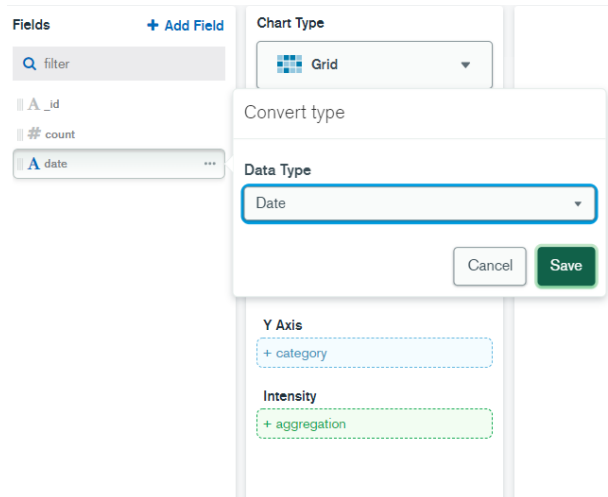 Fields
+ Add Field
filter
A _id
# count
A date
...
Chart Type
Grid
Convert type
Data Type
Date
Cancel
Save
Y Axis
+ category
Intensity
+ aggregation